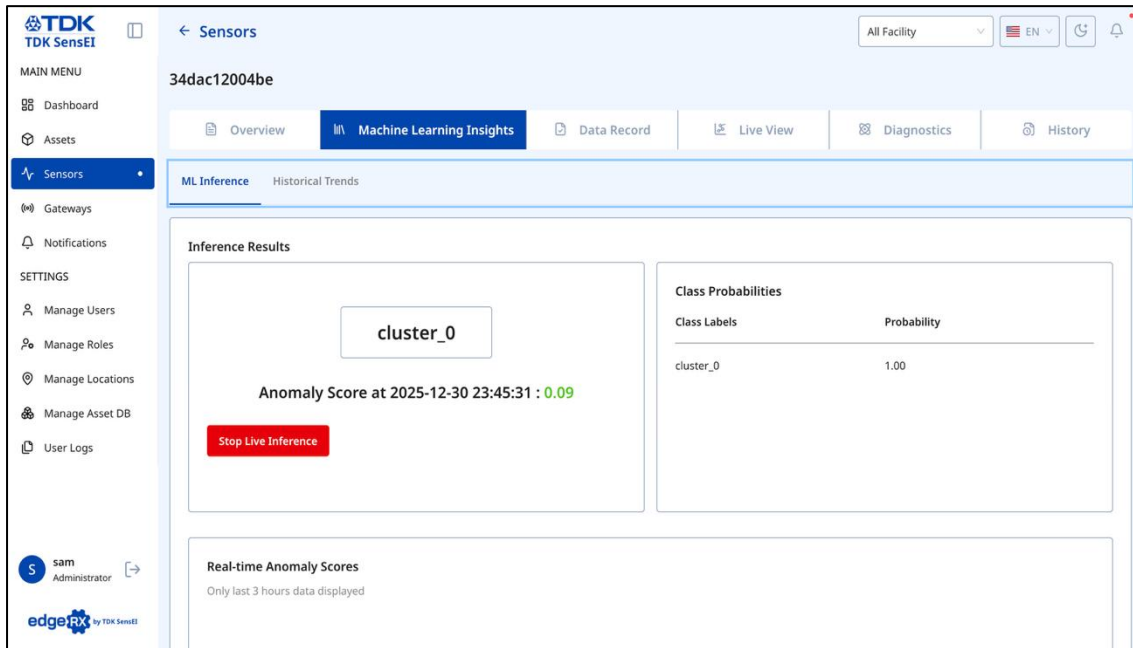 TDK
TDK SensEI
MAIN MENU
Dashboard
Assets
Sensors
Gateways
Notifications
SETTINGS
Manage Users
Manage Roles
Manage Locations
Manage Asset DB
User Logs
S
sam
Administrator
edgeRX by TDK SensEI
← Sensors
All Facility
EN
34dac12004be
Overview
Machine Learning Insights
Data Record
Live View
Diagnostics
History
ML Inference
Historical Trends
Inference Results
cluster_0
Anomaly Score at 2025-12-30 23:45:31 : 0.09
Stop Live Inference
Class Probabilities
Class Labels Probability
cluster_0 1.00
Real-time Anomaly Scores
Only last 3 hours data displayed